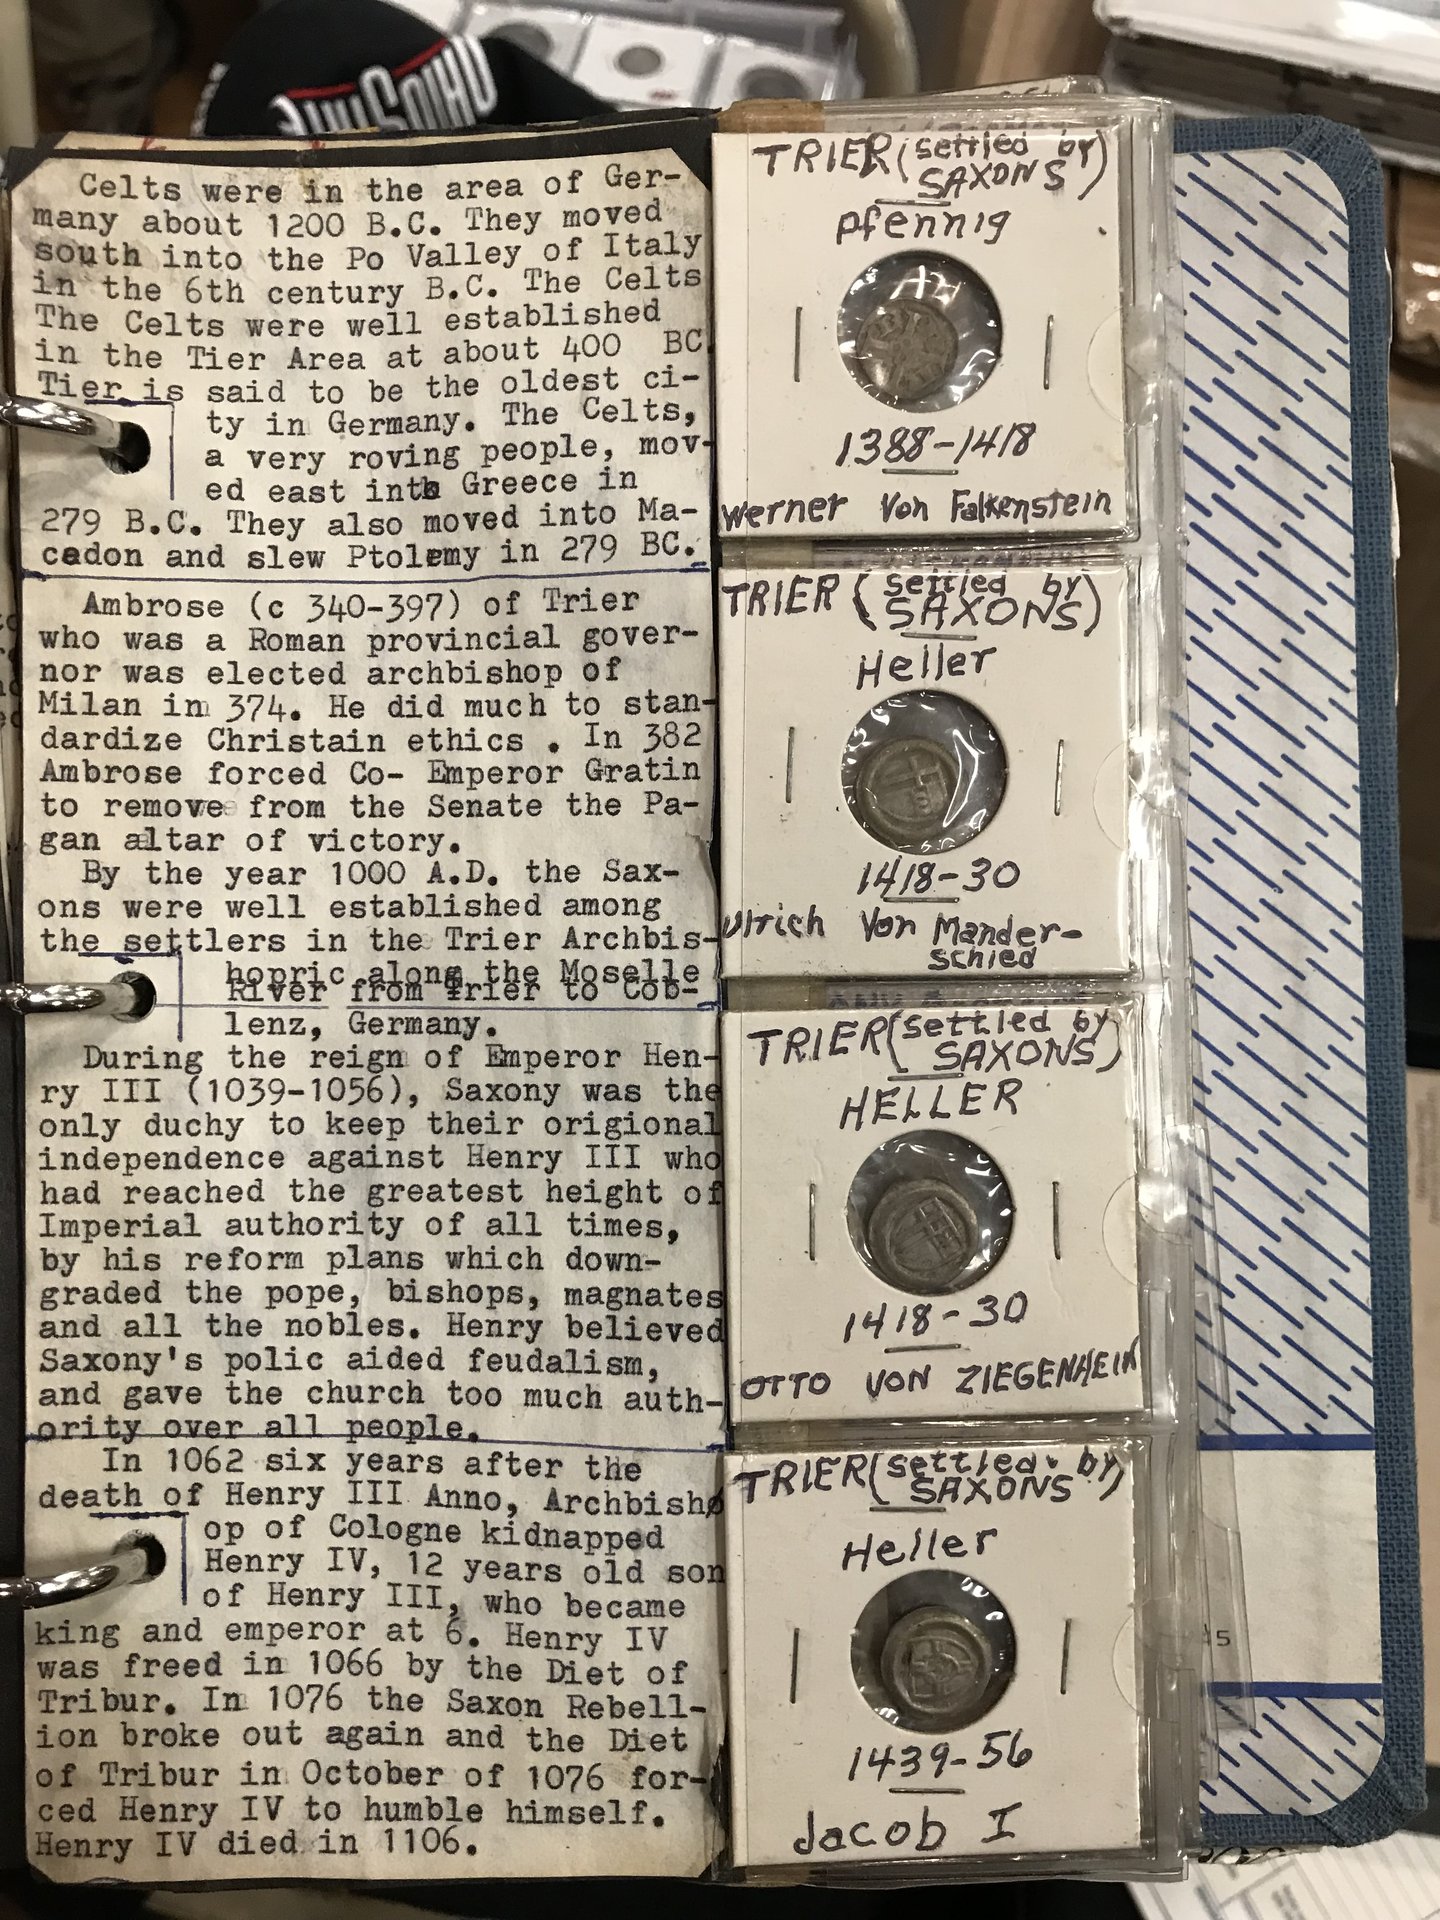 Celts were in the area of Ger-
many about 1200 B.C. They moved
south into the Po Valley of Italy
in the 6th century B.C. The Celts
The Celts were well established
in the Tier Area at about 400 BC.
Tier is said to be the oldest ci-
ty in Germany. The Celts,
a very roving people, mov-
ed east into Greece in
279 B.C. They also moved into Ma-
cedon and slew Ptolemy in 279 BC.
Ambrose (c 340-397) of Trier
who was a Roman provincial gover-
nor was elected archbishop of
Milan in 374. He did much to stan-
dardize Christain ethics . In 382
Ambrose forced Co- Emperor Gratin
to remove from the Senate the Pa-
gan altar of victory.
By the year 1000 A.D. the Sax-
ons were well established among
the settlers in the Trier Archbis-
hopric along the Moselle
River from Trier to Cob-
lenz, Germany.
During the reign of Emperor Hen-
ry III (1039-1056), Saxony was the
only duchy to keep their origional
independence against Henry III who
had reached the greatest height of
Imperial authority of all times,
by his reform plans which down-
graded the pope, bishops, magnates
and all the nobles. Henry believed
Saxony's polic aided feudalism,
and gave the church too much auth-
ority over all people.
In 1062 six years after the
death of Henry III Anno, Archbish
op of Cologne kidnapped
Henry IV, 12 years old son
of Henry III, who became
king and emperor at 6. Henry IV
was freed in 1066 by the Diet of
Tribur. In 1076 the Saxon Rebell-
ion broke out again and the Diet
of Tribur in October of 1076 for-
ced Henry IV to humble himself.
Henry IV died in 1106.
TRIER (settled by
SAXONS)
Pfennig
1388-1418
Werner Von Falkenstein
TRIER (settled by
SAXONS)
Heller
1418-30
Ulrich Von Mander-
schied
TRIER (settled by
SAXONS)
HELLER
1418-30
OTTO VON ZIEGENHEIN
TRIER (settled by
SAXONS)
Heller
1439-56
Jacob I